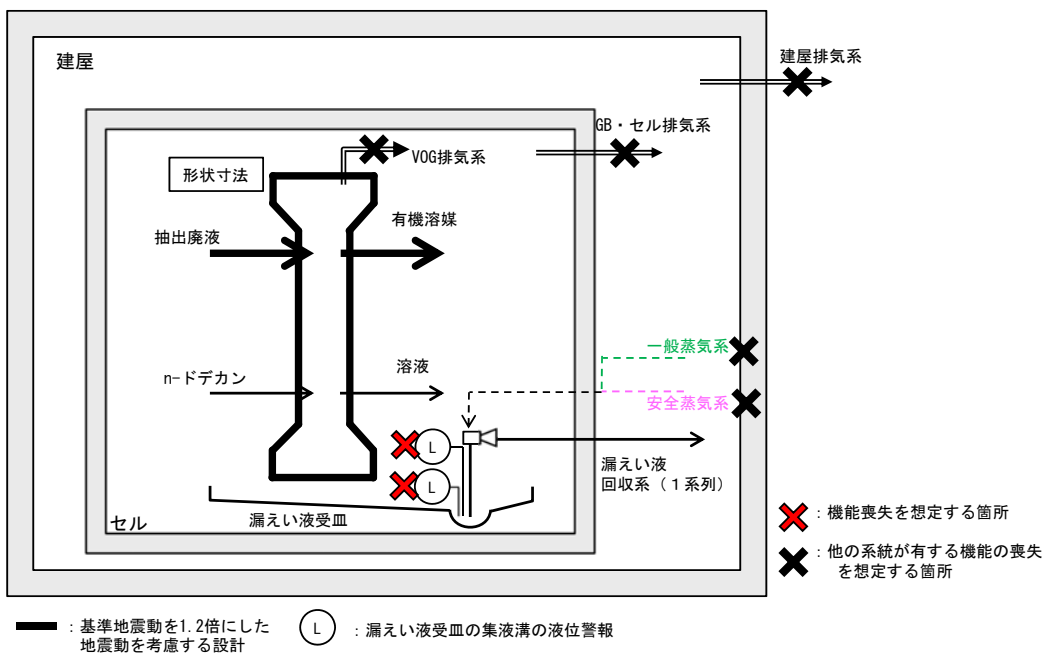 建屋
建屋排気系
GB・セル排気系
VOG排気系
形状寸法
抽出廃液
有機溶媒
n-ドデカン
溶液
一般蒸気系
安全蒸気系
L
L
漏えい液
回収系（１系列）
漏えい液受皿
セル
：機能喪失を想定する箇所
：他の系統が有する機能の喪失
を想定する箇所
：基準地震動を1.2倍にした
地震動を考慮する設計
L
：漏えい液受皿の集液溝の液位警報